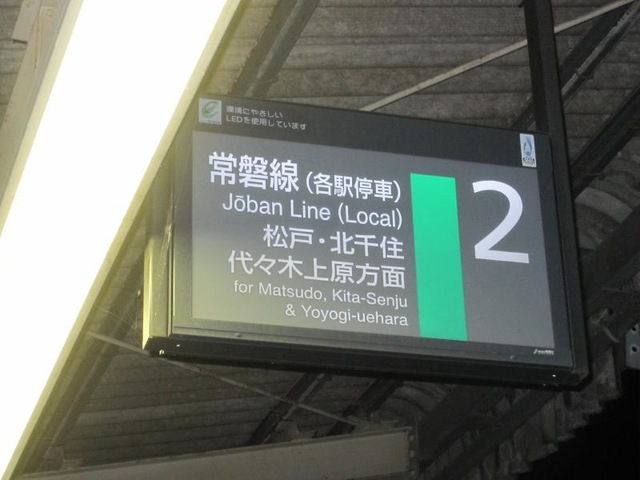 環境にやさしい
LEDを使用しています
常磐線(各駅停車)
Jōban Line (Local)
松戸・北千住
代々木上原方面
for Matsudo, Kita-Senju
& Yoyogi-uehara
2